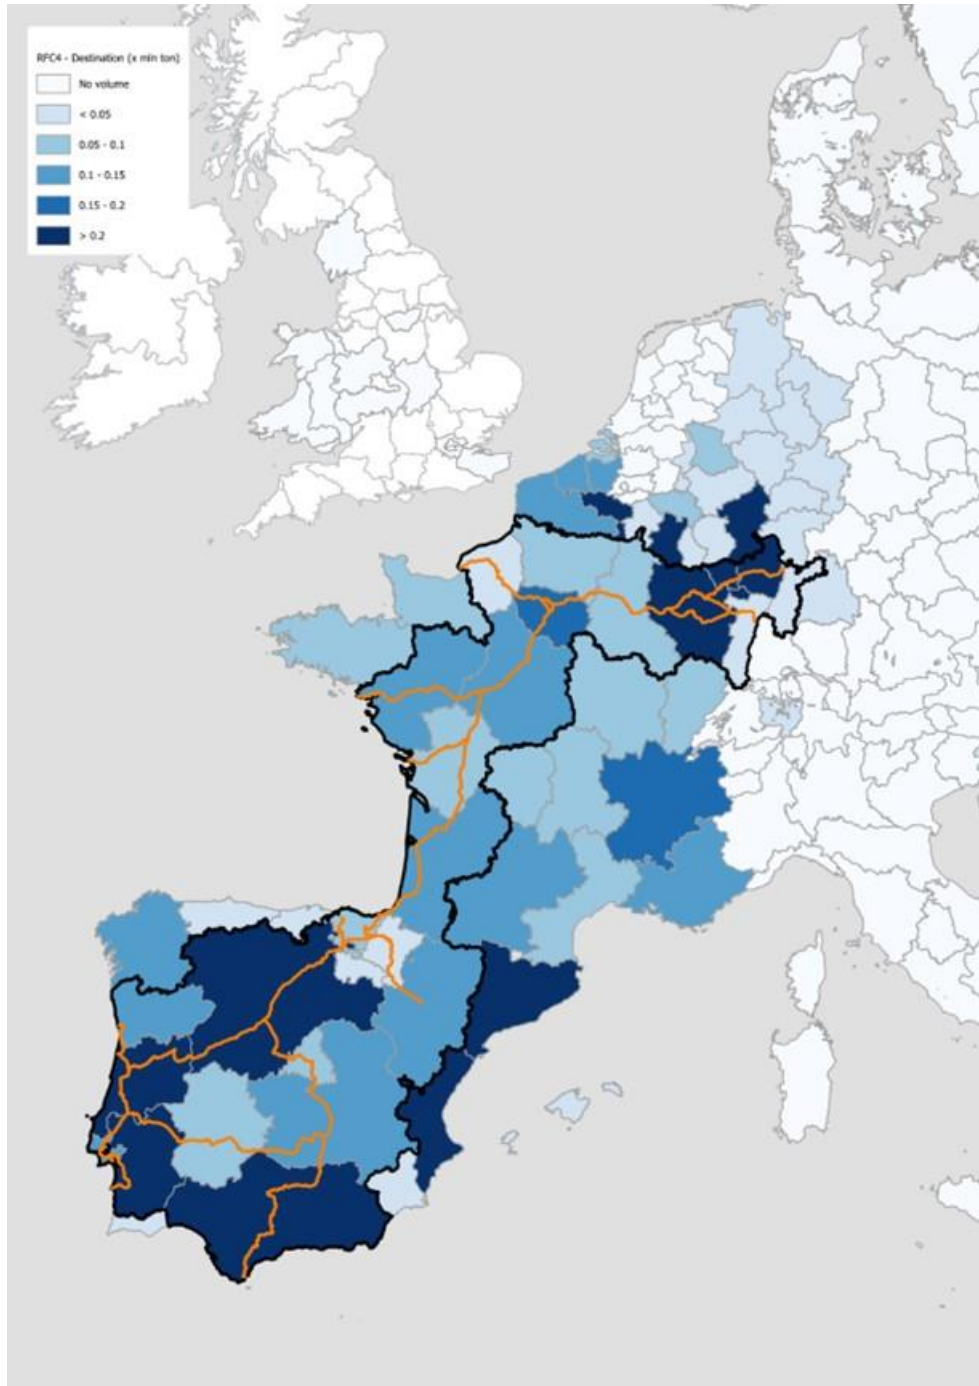 RFC4 - Destination (x mln ton)
No volume
< 0.05
0.05 - 0.1
0.1 - 0.15
0.15 - 0.2
> 0.2